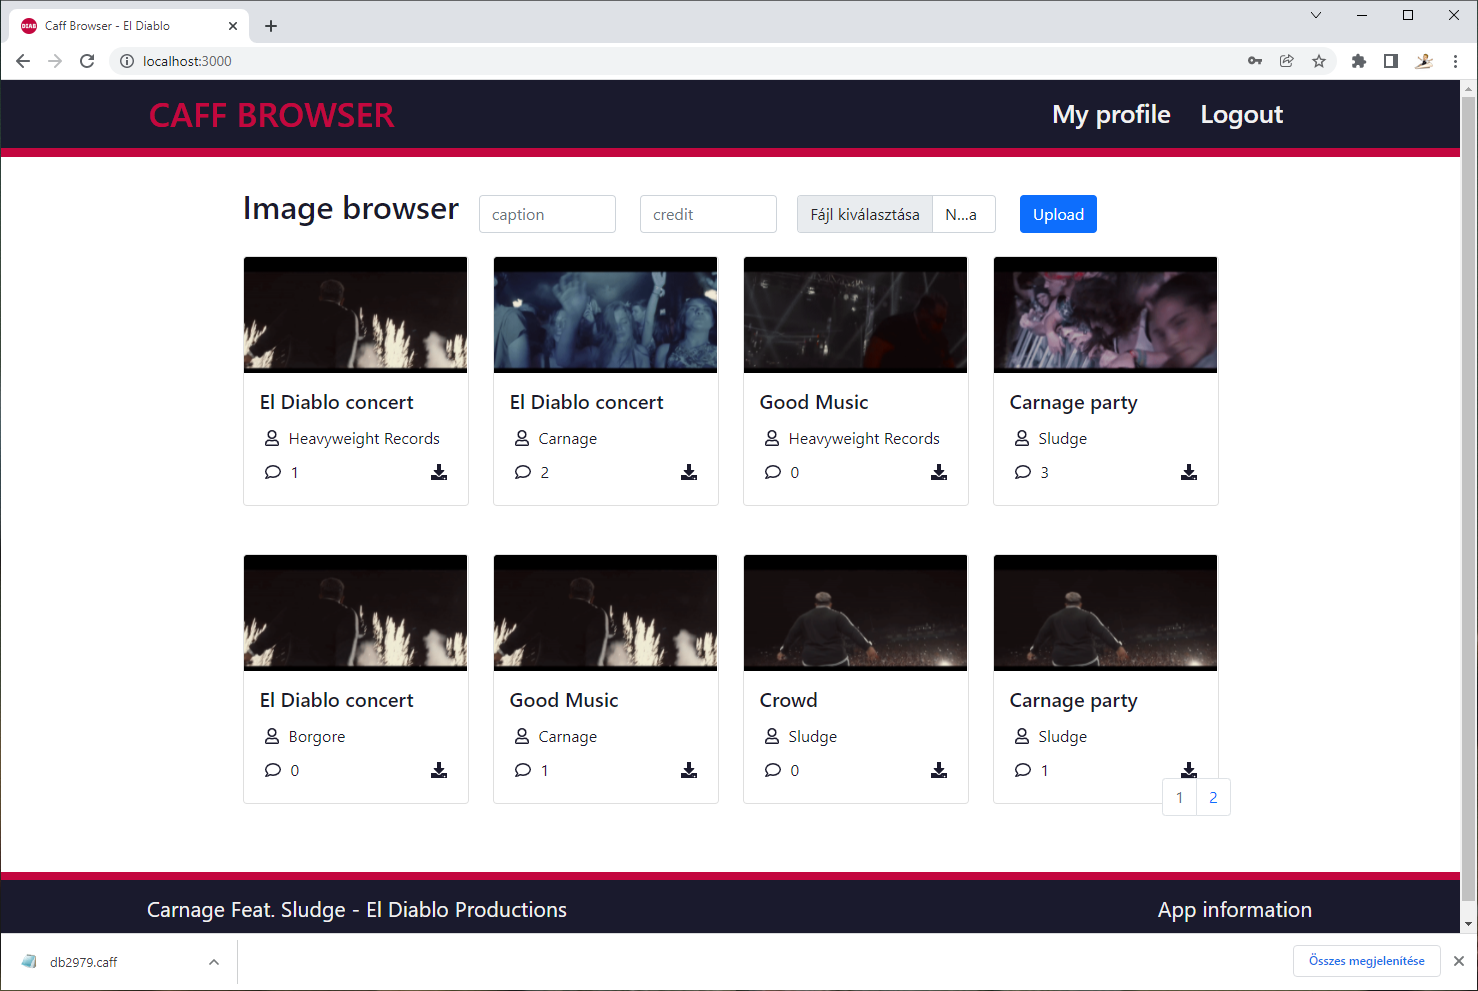 Caff Browser - El Diablo
localhost:3000
CAFF BROWSER
My profile Logout
Image browser caption credit Fájl kiválasztása N...a Upload
El Diablo concert
Heavyweight Records
1
El Diablo concert
Carnage
2
Good Music
Heavyweight Records
0
Carnage party
Sludge
3
El Diablo concert
Borgore
0
Good Music
Carnage
1
Crowd
Sludge
0
Carnage party
Sludge
1
1 2
Carnage Feat. Sludge - El Diablo Productions
App information
db2979.caff
Összes megjelenítése